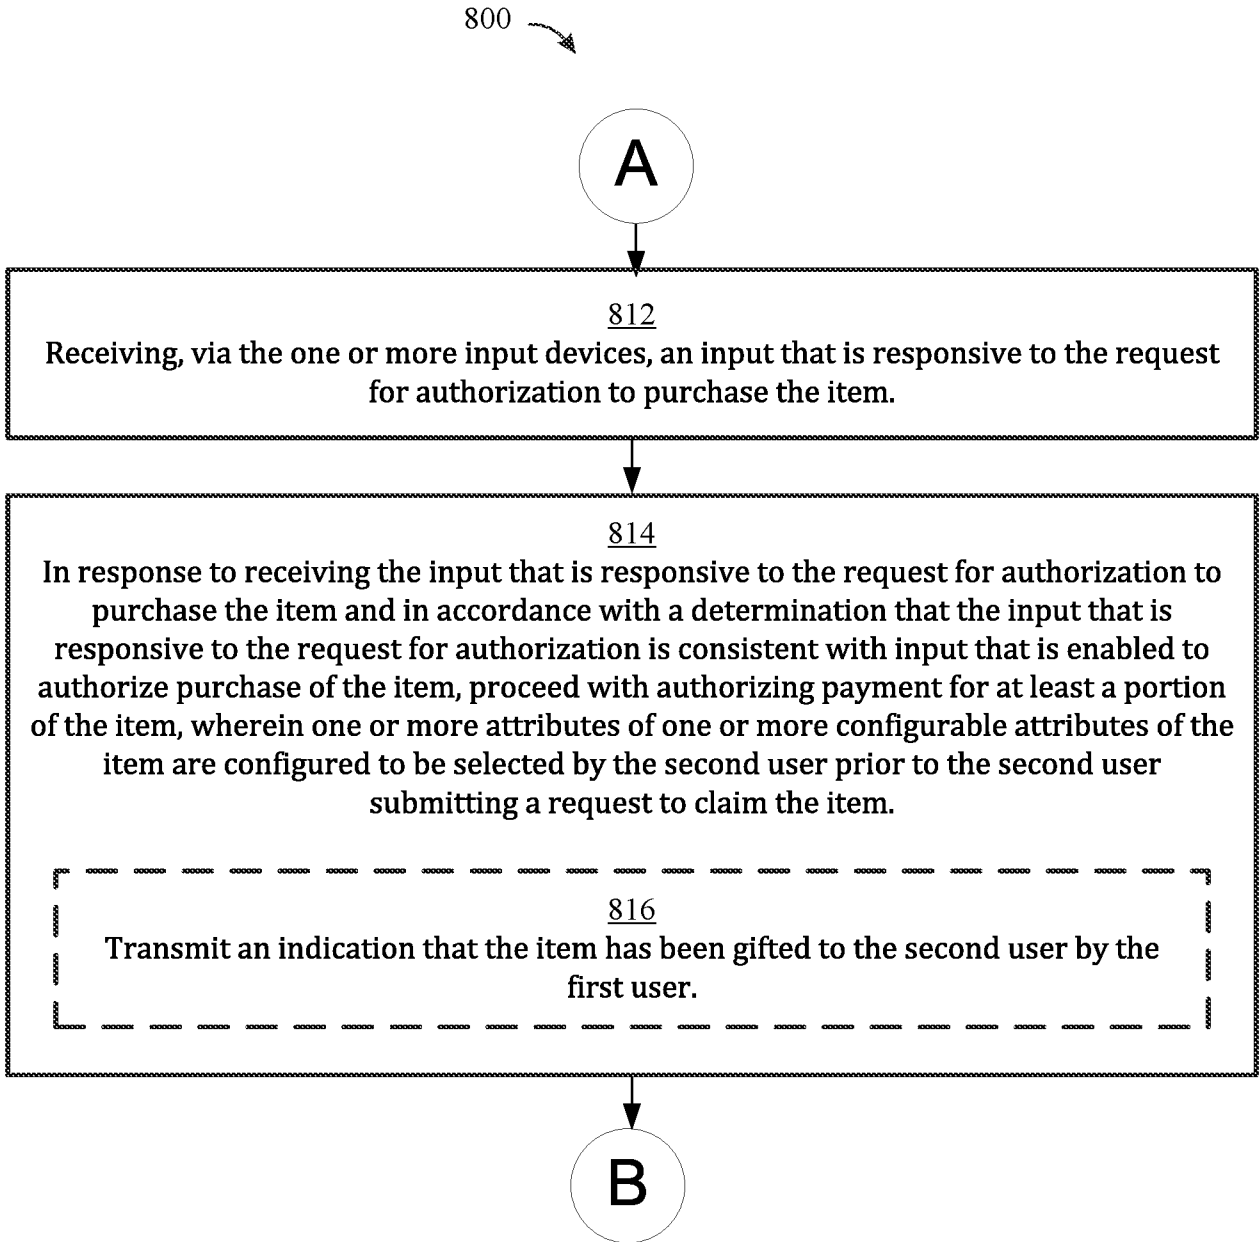 800
A
812
Receiving, via the one or more input devices, an input that is responsive to the request
for authorization to purchase the item.
814
In response to receiving the input that is responsive to the request for authorization to
purchase the item and in accordance with a determination that the input that is
responsive to the request for authorization is consistent with input that is enabled to
authorize purchase of the item, proceed with authorizing payment for at least a portion
of the item, wherein one or more attributes of one or more configurable attributes of the
item are configured to be selected by the second user prior to the second user
submitting a request to claim the item.
816
Transmit an indication that the item has been gifted to the second user by the
first user.
B